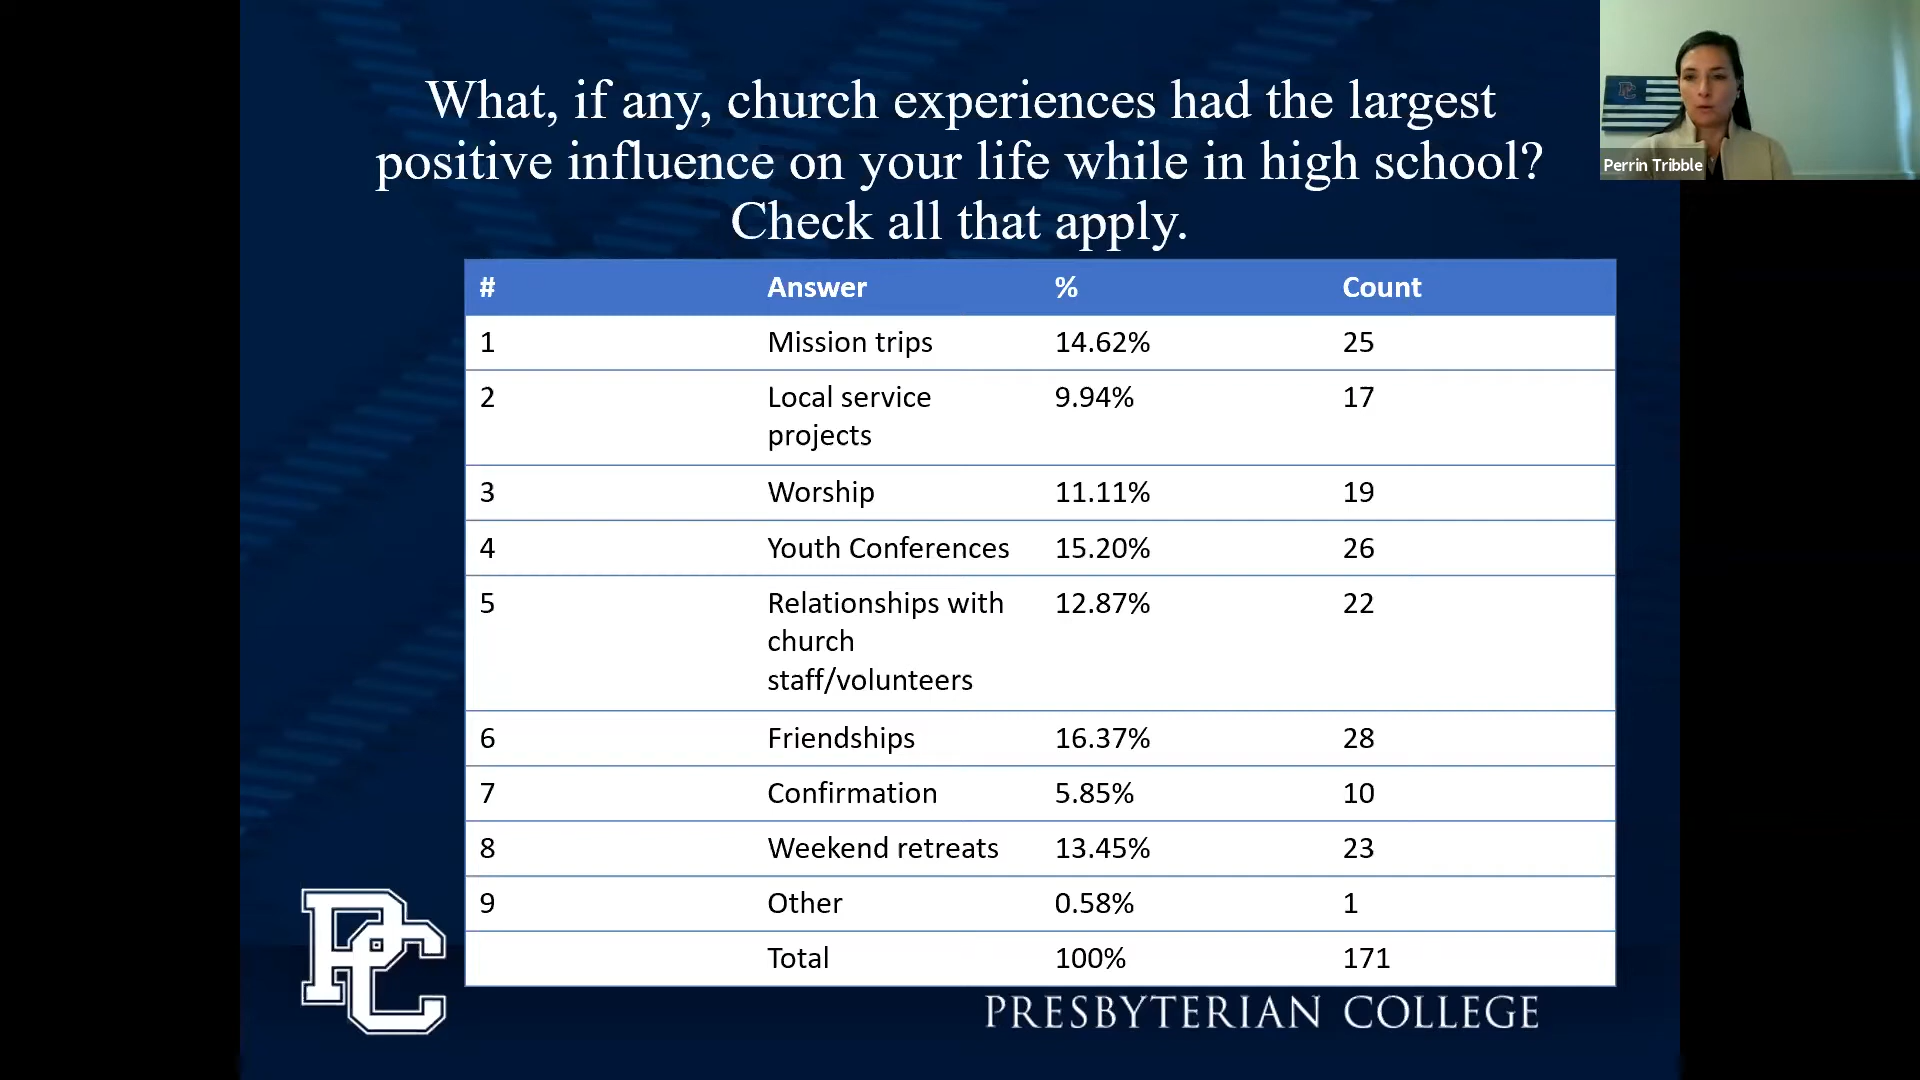 What, if any, church experiences had the largest
positive influence on your life while in high school?
Check all that apply.
Perrin Tribble
PC
# Answer % Count
1 Mission trips 14.62% 25
2 Local service 9.94% 17
projects
3 Worship 11.11% 19
4 Youth Conferences 15.20% 26
5 Relationships with 12.87% 22
church
staff/volunteers
6 Friendships 16.37% 28
7 Confirmation 5.85% 10
8 Weekend retreats 13.45% 23
9 Other 0.58% 1
Total 100% 171
PC
PRESBYTERIAN COLLEGE